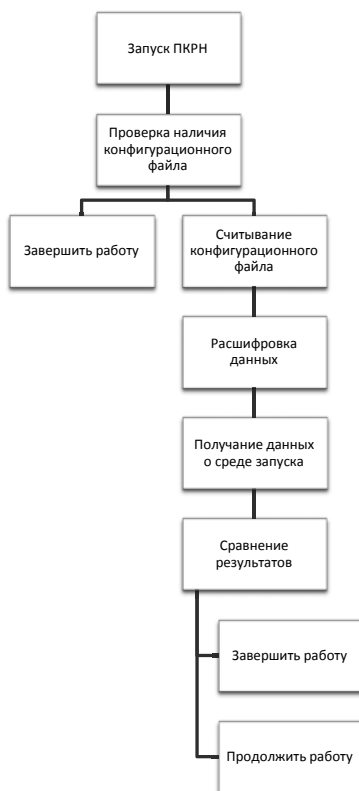 Запуск ПКРН
Проверка наличия
конфигурационного
файла
Завершить работу
Считывание
конфигурационного
файла
Расшифровка
данных
Получание данных
о среде запуска
Сравнение
результатов
Завершить работу
Продолжить работу